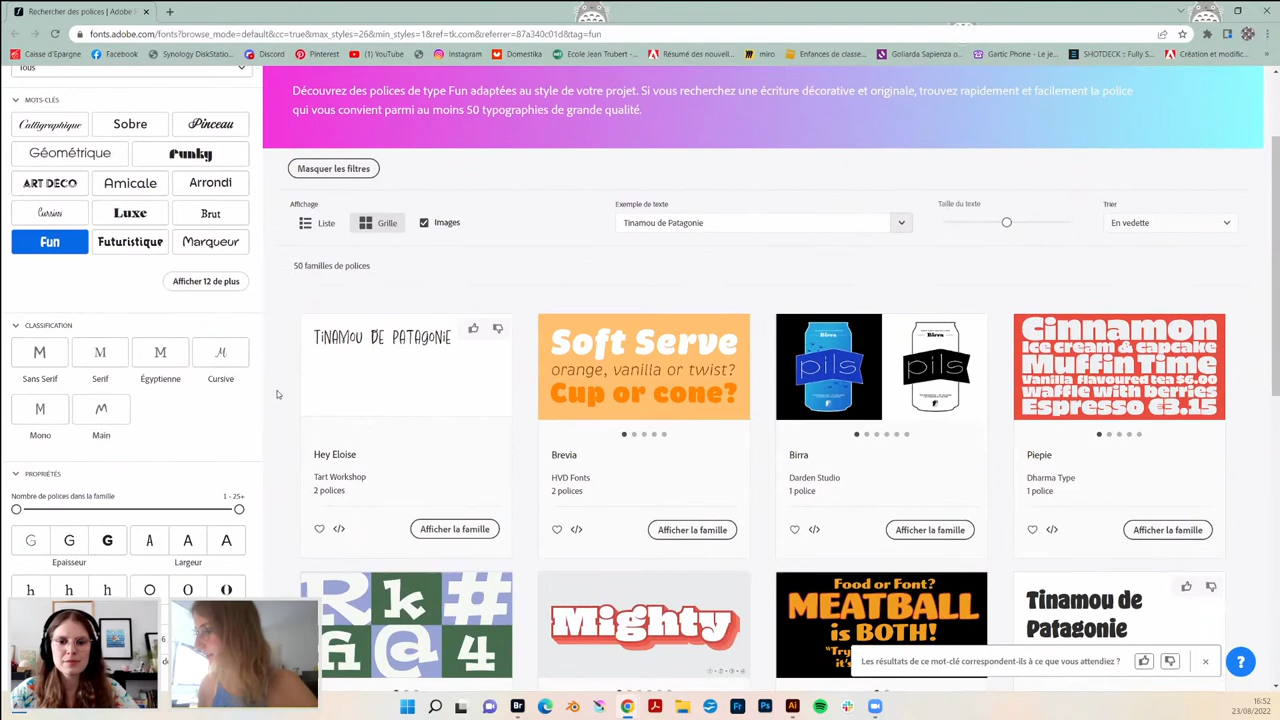 Rechercher des polices | Adobe F
fonts.adobe.com/fonts?browse_mode=default&cc=true&max_styles=26&min_styles=1&ref=tk.com&referrer=87a340c01d&tag=fun
Caisse d'Epargne
Facebook
Synology DiskStatio...
Discord
Pinterest
(1) YouTube
Instagram
Domestika
Ecole Jean Trubert -...
Résumé des nouvell...
miro
Enfances de classe...
Goliarda Sapienza o...
Gartic Phone - Le je...
SHOTDECK :: Fully S...
Création et modific...
Tous
MOTS-CLÉS
Calligraphique
Sobre
Pinceau
Géométrique
Funky
ART DECO
Amicale
Arrondi
Cursive
Luxe
Brut
Fun
Futuristique
Marqueur
Afficher 12 de plus
CLASSIFICATION
M
M
M
M
Sans Serif
Serif
Égyptienne
Cursive
M
M
Mono
Main
PROPRIÉTÉS
Nombre de polices dans la famille
1 - 25+
G
G
G
A
A
A
Epaisseur
Largeur
h
h
h
O
O
O
Découvrez des polices de type Fun adaptées au style de votre projet. Si vous recherchez une écriture décorative et originale, trouvez rapidement et facilement la police
qui vous convient parmi au moins 50 typographies de grande qualité.
Masquer les filtres
Affichage
Liste
Grille
Images
Exemple de texte
Tinamou de Patagonie
Taille du texte
Trier
En vedette
50 familles de polices
TINAMOU DE PATAGONIE
Hey Eloise
Tart Workshop
2 polices
Afficher la famille
Soft Serve
orange, vanilla or twist?
Cup or cone?
Brevia
HVD Fonts
2 polices
Afficher la famille
Birra
pils
Birra
pils
Birra
Darden Studio
1 police
Afficher la famille
Cinnamon
Ice cream & capcake
Muffin Time
Vanilla flavoured tea $6.00
waffle with berries
Espresso €3.15
Piepie
Dharma Type
1 police
Afficher la famille
Rk#
@4
Mighty
Food or Font?
MEATBALL
is BOTH!
Tinamou de
Patagonie
Les résultats de ce mot-clé correspondent-ils à ce que vous attendiez ?
?
16:52
23/08/2022